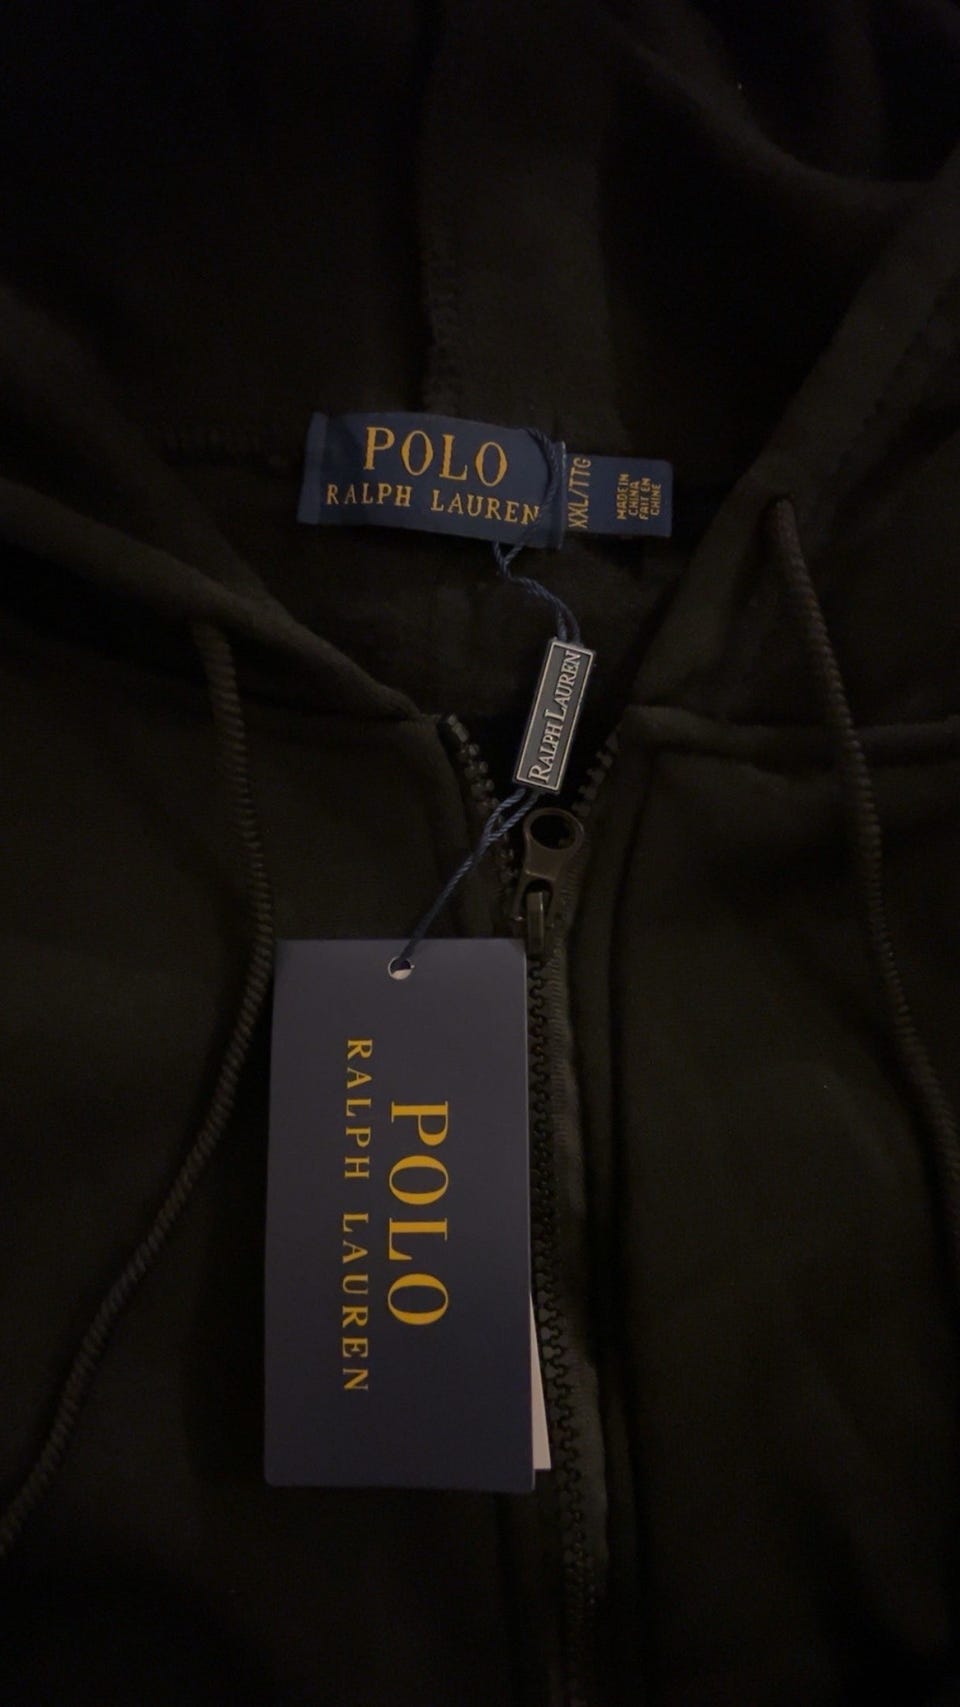 POLO
RALPH LAUREN
XXL/TTG
MADE IN
CHINA
FAIT EN
CHINE
RALPH LAUREN
POLO
RALPH LAUREN